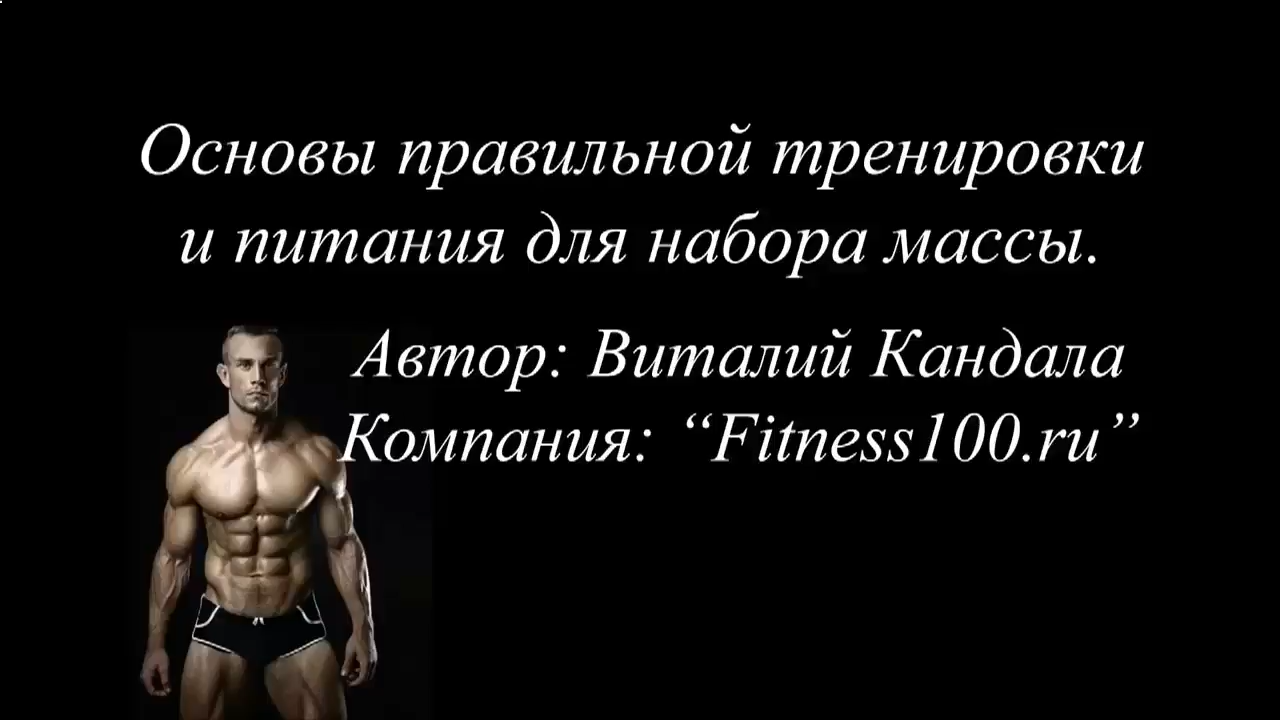 Основы правильной тренировки
и питания для набора массы.
Автор: Виталий Кандала
Компания: “Fitness100.ru”